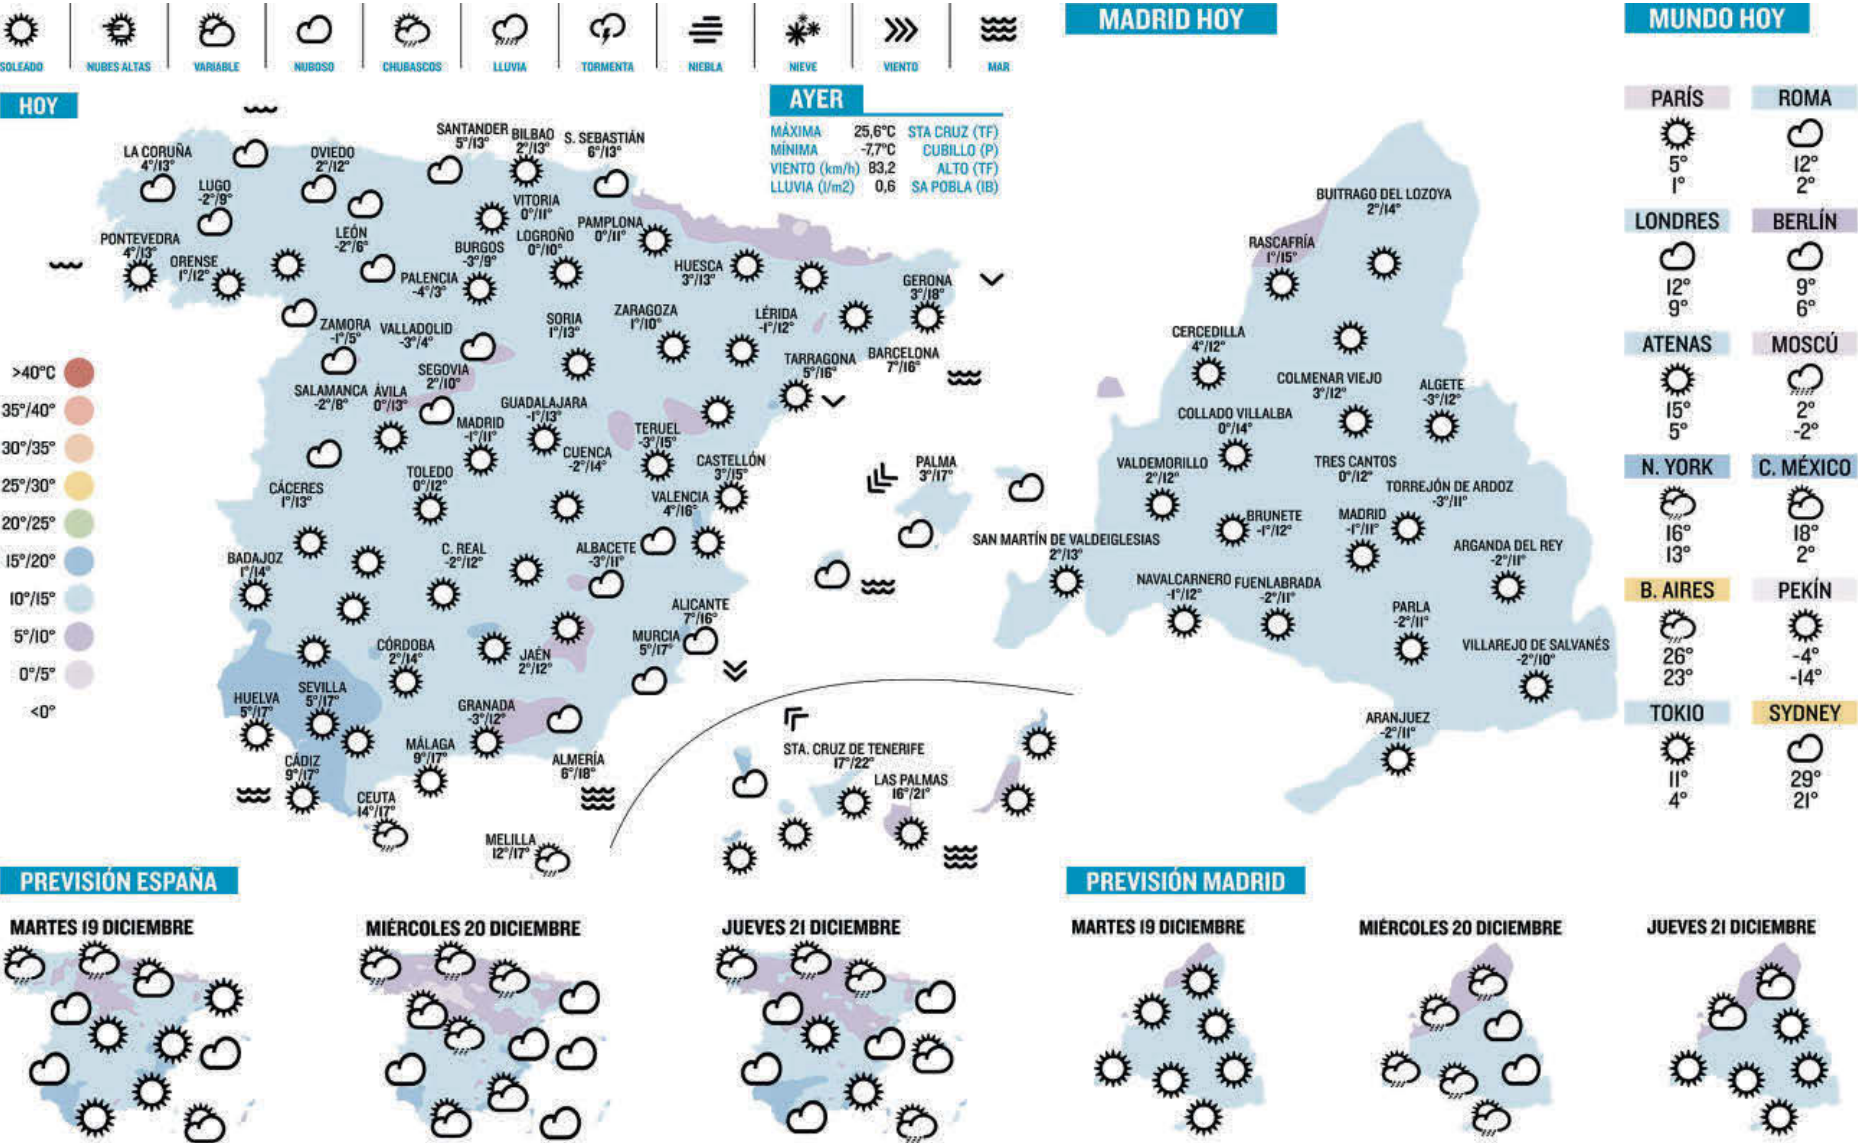 SOLEADO
NUBES ALTAS
VARIABLE
NUBOSO
CHUBASCOS
LLUVIA
TORMENTA
NIEBLA
NIEVE
VIENTO
MAR
HOY
AYER
MÁXIMA 25,6°C STA CRUZ (TF)
MÍNIMA -7,7°C CUBILLO (P)
VIENTO (km/h) 83,2 ALTO (TF)
LLUVIA (l/m2) 0,6 SA POBLA (IB)
LA CORUÑA
4°/13°
LUGO
-2°/9°
OVIEDO
2°/12°
SANTANDER
5°/13°
BILBAO
2°/13°
S. SEBASTIÁN
6°/13°
VITORIA
0°/11°
PAMPLONA
0°/11°
PONTEVEDRA
4°/13°
ORENSE
1°/12°
LEÓN
-2°/6°
BURGOS
-3°/9°
LOGROÑO
0°/10°
PALENCIA
-4°/3°
HUESCA
3°/13°
GERONA
3°/18°
ZAMORA
-1°/5°
VALLADOLID
-3°/4°
SORIA
1°/13°
ZARAGOZA
1°/10°
LÉRIDA
-1°/12°
TARRAGONA
5°/16°
BARCELONA
7°/16°
SEGOVIA
2°/10°
SALAMANCA
-2°/8°
ÁVILA
0°/13°
GUADALAJARA
-1°/13°
MADRID
-1°/11°
TERUEL
-3°/15°
CUENCA
-2°/14°
CASTELLÓN
3°/15°
TOLEDO
0°/12°
CÁCERES
1°/13°
VALENCIA
4°/16°
PALMA
3°/17°
C. REAL
-2°/12°
ALBACETE
-3°/11°
BADAJOZ
1°/14°
ALICANTE
7°/16°
MURCIA
5°/17°
CÓRDOBA
2°/14°
JAÉN
2°/12°
HUELVA
5°/17°
SEVILLA
5°/17°
GRANADA
-3°/12°
MÁLAGA
9°/17°
ALMERÍA
6°/18°
CÁDIZ
9°/17°
CEUTA
14°/17°
MELILLA
12°/17°
STA. CRUZ DE TENERIFE
17°/22°
LAS PALMAS
16°/21°
>40°C
35°/40°
30°/35°
25°/30°
20°/25°
15°/20°
10°/15°
5°/10°
0°/5°
<0°
MADRID HOY
BUITRAGO DEL LOZOYA
2°/14°
RASCAFRÍA
1°/15°
CERCEDILLA
4°/12°
COLMENAR VIEJO
3°/12°
ALGETE
-3°/12°
COLLADO VILLALBA
0°/14°
VALDEMORILLO
2°/12°
TRES CANTOS
0°/12°
TORREJÓN DE ARDOZ
-3°/11°
BRUNETE
-1°/12°
MADRID
-1°/11°
SAN MARTÍN DE VALDEIGLESIAS
2°/13°
ARGANDA DEL REY
-2°/11°
NAVALCARNERO
-1°/12°
FUENLABRADA
-2°/11°
PARLA
-2°/11°
VILLAREJO DE SALVANÉS
-2°/10°
ARANJUEZ
-2°/11°
MUNDO HOY
PARÍS
5°
1°
ROMA
12°
2°
LONDRES
12°
9°
BERLÍN
9°
6°
ATENAS
15°
5°
MOSCÚ
2°
-2°
N. YORK
16°
13°
C. MÉXICO
18°
2°
B. AIRES
26°
23°
PEKÍN
-4°
-14°
TOKIO
11°
4°
SYDNEY
29°
21°
PREVISIÓN ESPAÑA
MARTES 19 DICIEMBRE
MIÉRCOLES 20 DICIEMBRE
JUEVES 21 DICIEMBRE
PREVISIÓN MADRID
MARTES 19 DICIEMBRE
MIÉRCOLES 20 DICIEMBRE
JUEVES 21 DICIEMBRE